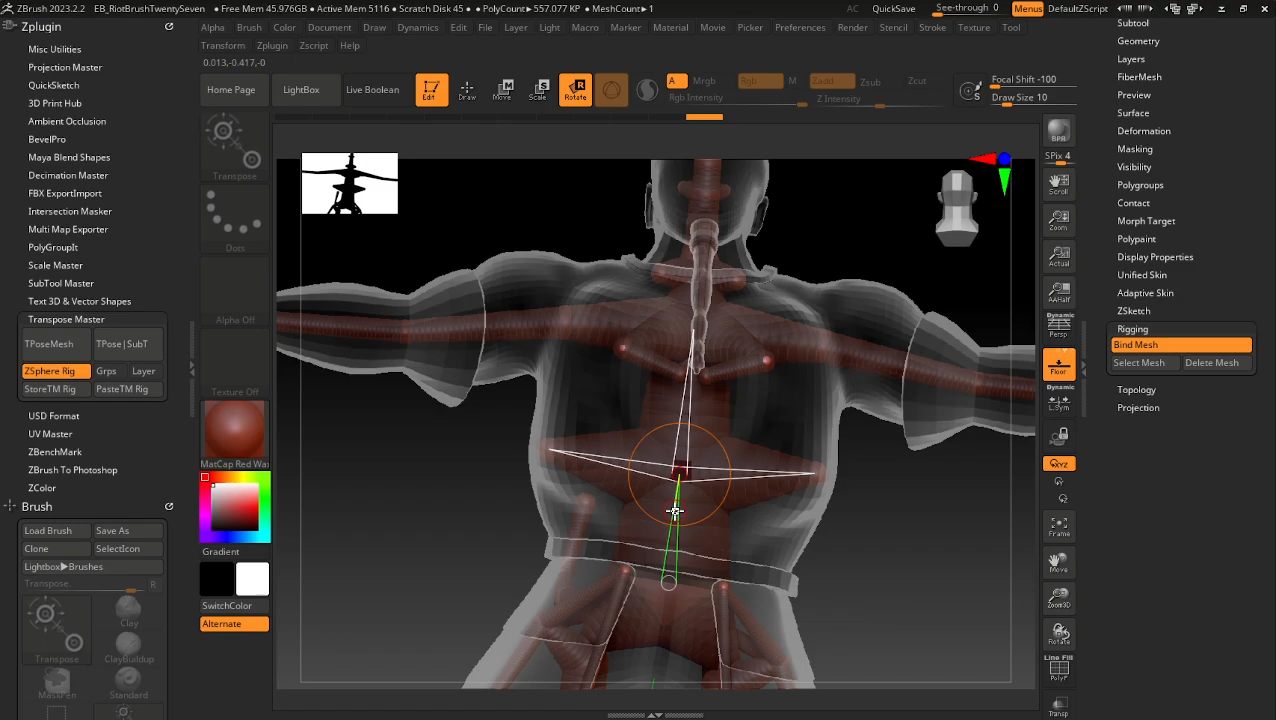 ZBrush 2023.2.2 EB_RiotBrushTwentySeven • Free Mem 45.976GB • Active Mem 5116 • Scratch Disk 45 • PolyCount▸ 557.077 KP • MeshCount▸ 1 AC QuickSave See-through 0 Menus DefaultZScript
Zplugin
Alpha Brush Color Document Draw Dynamics Edit File Layer Light Macro Marker Material Movie Picker Preferences Render Stencil Stroke Texture Tool
Transform Zplugin Zscript Help
0.013,-0.417,-0
Home Page LightBox Live Boolean Edit Draw Move Scale Rotate A Mrgb Rgb M Zadd Zsub Zcut Focal Shift -100
Rgb Intensity Z Intensity Draw Size 10
Misc Utilities
Projection Master
QuickSketch
3D Print Hub
Ambient Occlusion
BevelPro
Maya Blend Shapes
Decimation Master
FBX ExportImport
Intersection Masker
Multi Map Exporter
PolyGroupIt
Scale Master
SubTool Master
Text 3D & Vector Shapes
Transpose Master
TPoseMesh TPose|SubT
ZSphere Rig Grps Layer
StoreTM Rig PasteTM Rig
USD Format
UV Master
ZBenchMark
ZBrush To Photoshop
ZColor
Brush
Load Brush Save As
Clone SelectIcon
Lightbox▶Brushes
Transpose. R
Clay
Transpose ClayBuildup
MaskPen Standard
Transpose
Dots
Alpha Off
Texture Off
MatCap Red Wax
Gradient
SwitchColor
Alternate
BPR
SPix 4
Scroll
Zoom
Actual
AAHalf
Dynamic
Persp
Floor
Dynamic
L.Sym
XYZ
Frame
Move
Zoom3D
Rotate
Line Fill
PolyF
Transp
Subtool
Geometry
Layers
FiberMesh
Preview
Surface
Deformation
Masking
Visibility
Polygroups
Contact
Morph Target
Polypaint
Display Properties
Unified Skin
Adaptive Skin
ZSketch
Rigging
Bind Mesh
Select Mesh Delete Mesh
Topology
Projection